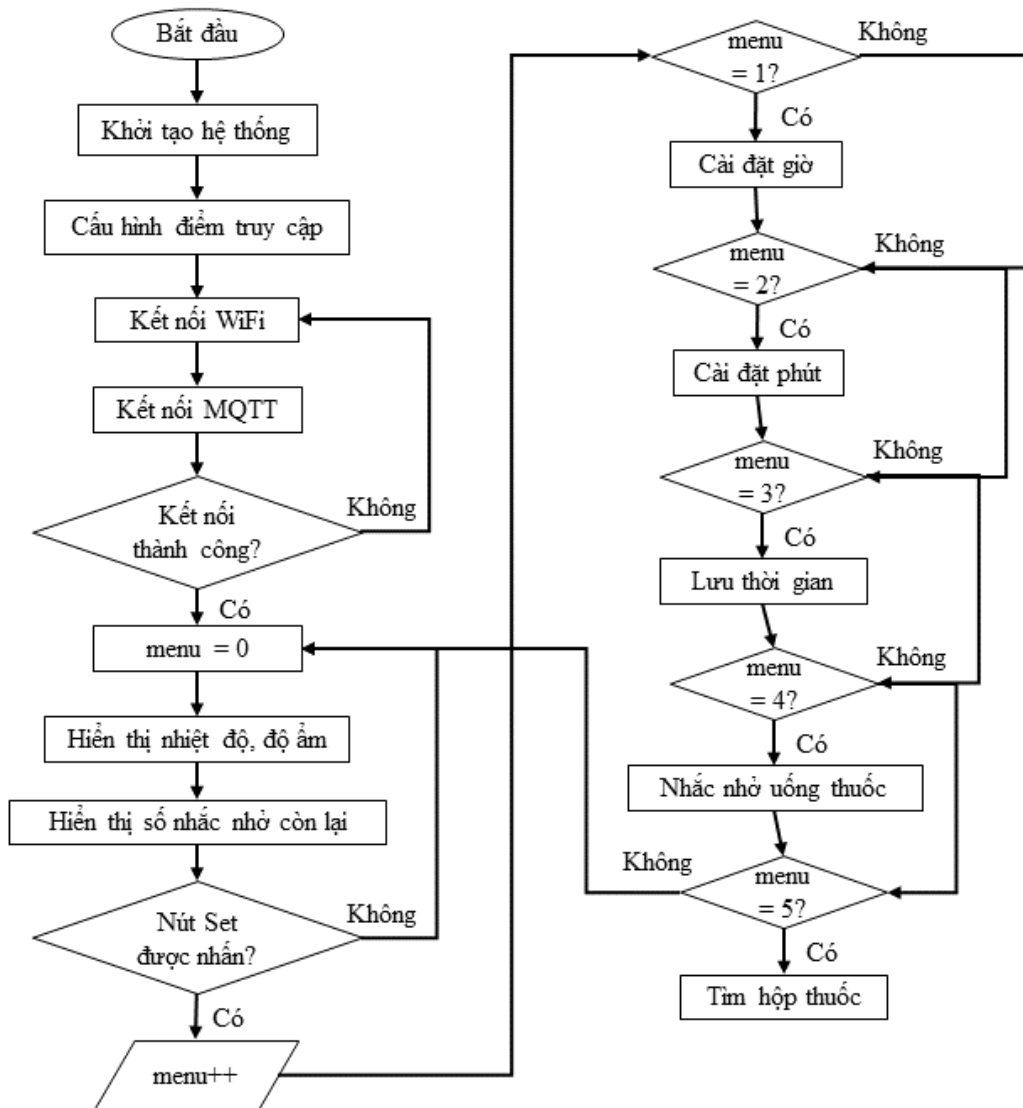 Bắt đầu
Khởi tạo hệ thống
Cấu hình điểm truy cập
Kết nối WiFi
Kết nối MQTT
Kết nối
thành công?
Không
Có
menu = 0
Hiển thị nhiệt độ, độ ẩm
Hiển thị số nhắc nhở còn lại
Nút Set
được nhấn?
Không
Có
menu++
menu
= 1?
Không
Có
Cài đặt giờ
menu
= 2?
Không
Có
Cài đặt phút
menu
= 3?
Không
Có
Lưu thời gian
menu
= 4?
Không
Có
Nhắc nhở uống thuốc
menu
= 5?
Không
Có
Tìm hộp thuốc